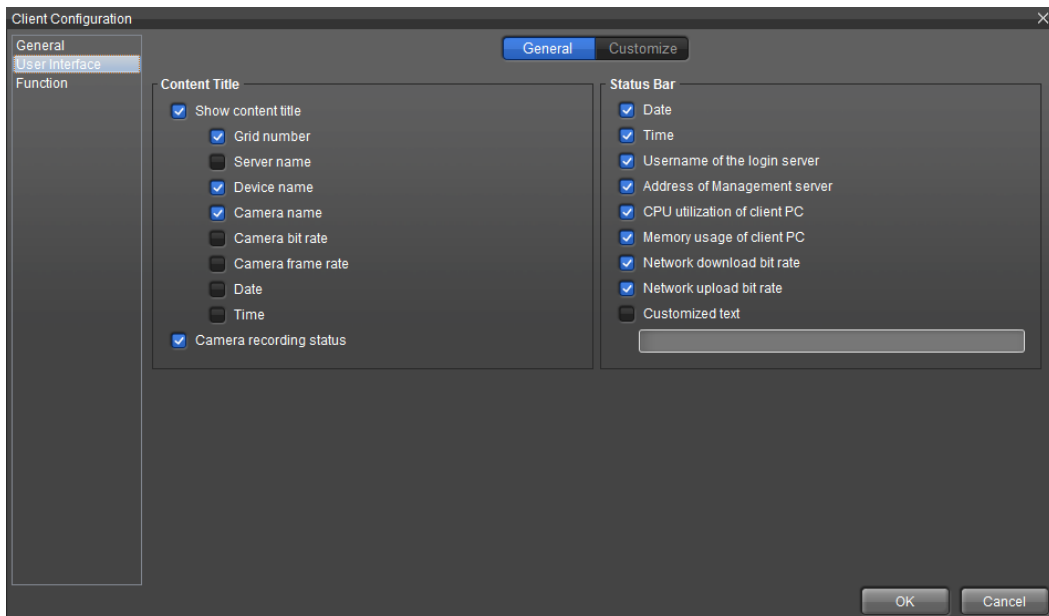 Client Configuration
General
User Interface
Function
General Customize
Content Title
Show content title
Grid number
Server name
Device name
Camera name
Camera bit rate
Camera frame rate
Date
Time
Camera recording status
Status Bar
Date
Time
Username of the login server
Address of Management server
CPU utilization of client PC
Memory usage of client PC
Network download bit rate
Network upload bit rate
Customized text
OK Cancel